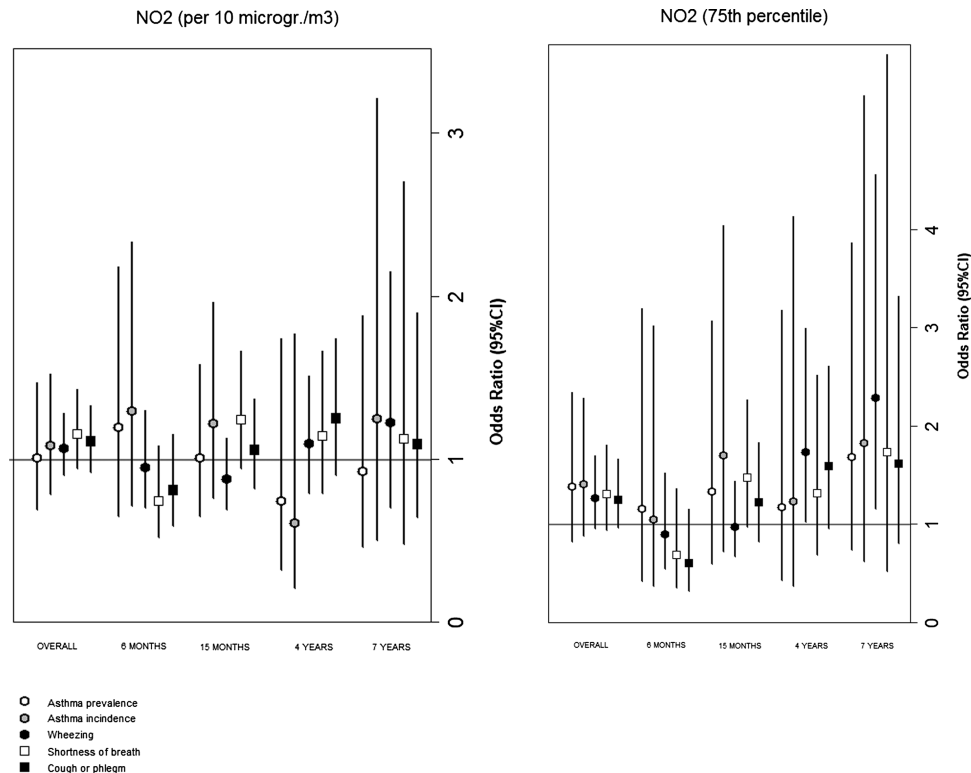 NO2 (per 10 microgr./m3)
3
2
1
0
Odds Ratio (95%CI)
OVERALL
6 MONTHS
15 MONTHS
4 YEARS
7 YEARS
NO2 (75th percentile)
4
3
2
1
0
Odds Ratio (95%CI)
OVERALL
6 MONTHS
15 MONTHS
4 YEARS
7 YEARS
Asthma prevalence
Asthma incindence
Wheezing
Shortness of breath
Cough or phlegm